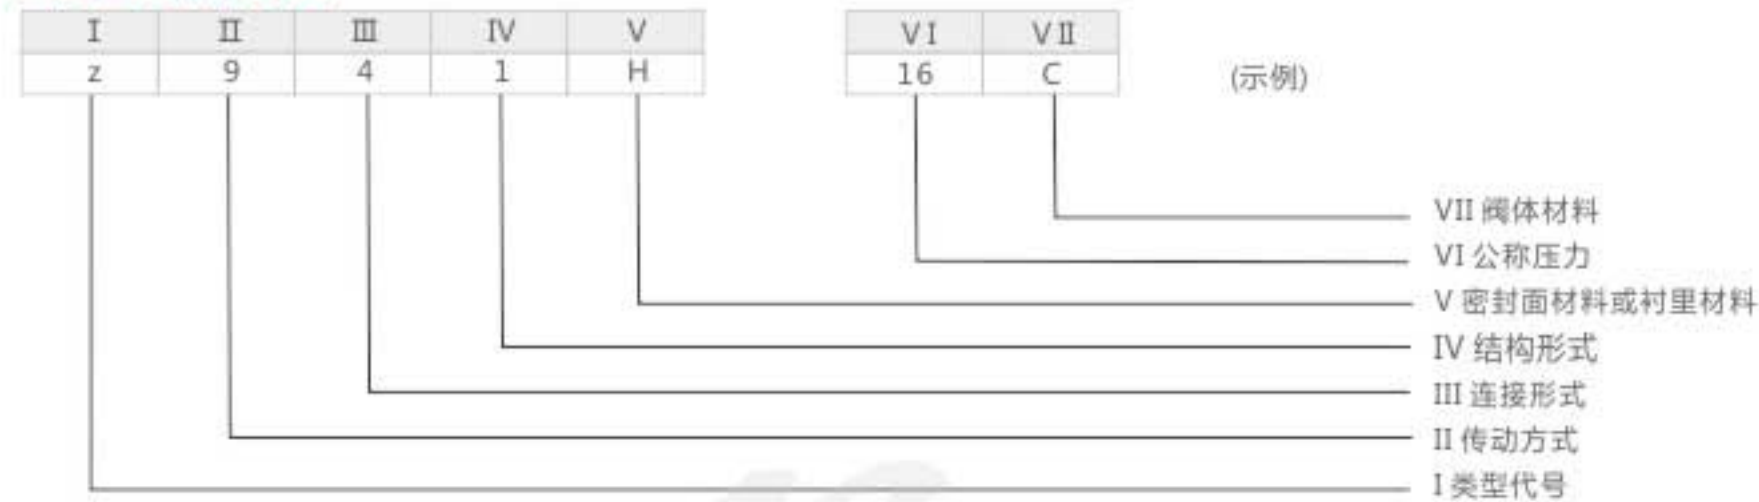 I II III IV V VI VII
z 9 4 1 H 16 C (示例)
VII 阀体材料
VI 公称压力
V 密封面材料或衬里材料
IV 结构形式
III 连接形式
II 传动方式
I 类型代号